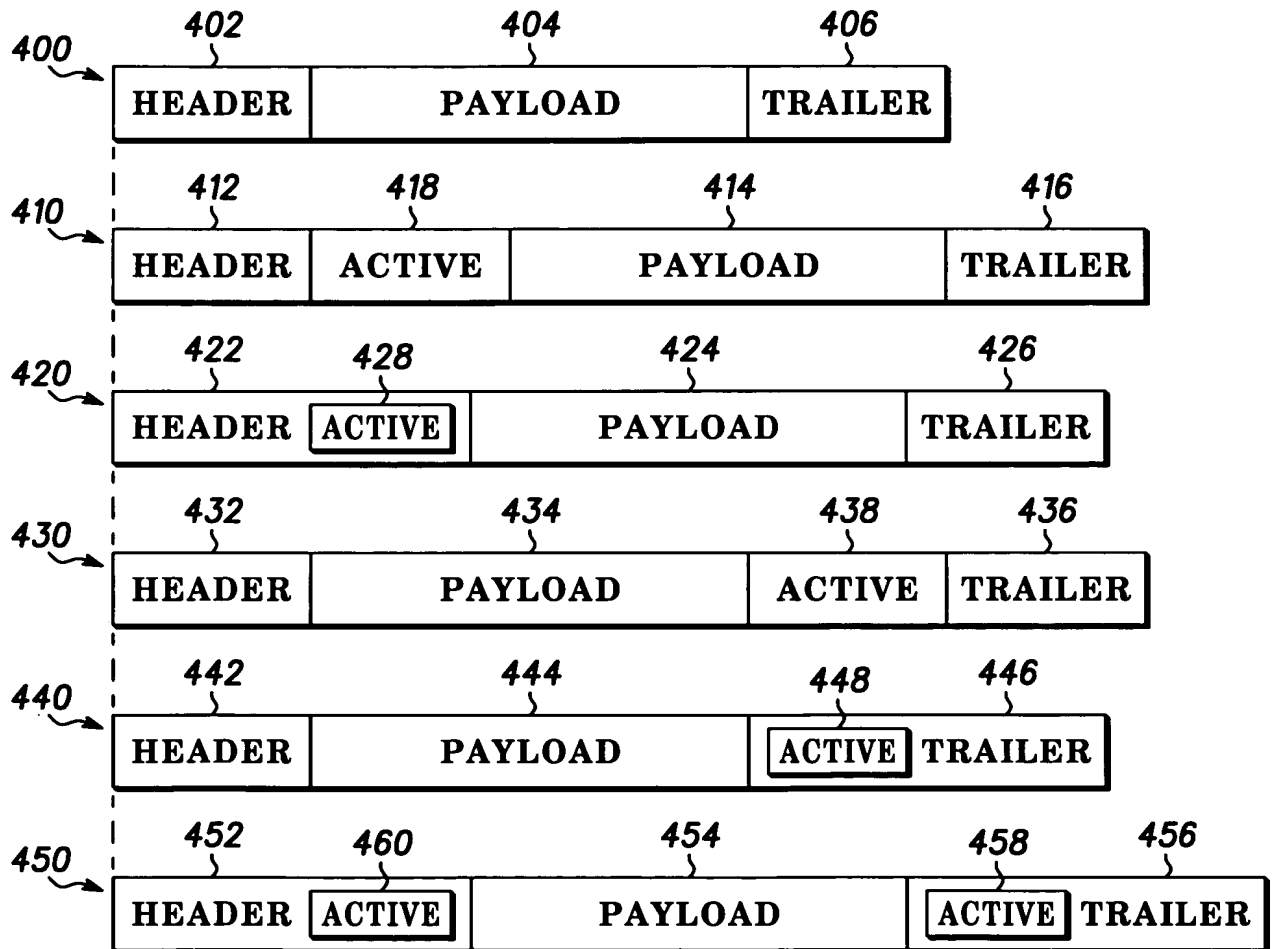 400 402 404 406
HEADER PAYLOAD TRAILER
410 412 418 414 416
HEADER ACTIVE PAYLOAD TRAILER
420 422 428 424 426
HEADER ACTIVE PAYLOAD TRAILER
430 432 434 438 436
HEADER PAYLOAD ACTIVE TRAILER
440 442 444 448 446
HEADER PAYLOAD ACTIVE TRAILER
450 452 460 454 458 456
HEADER ACTIVE PAYLOAD ACTIVE TRAILER